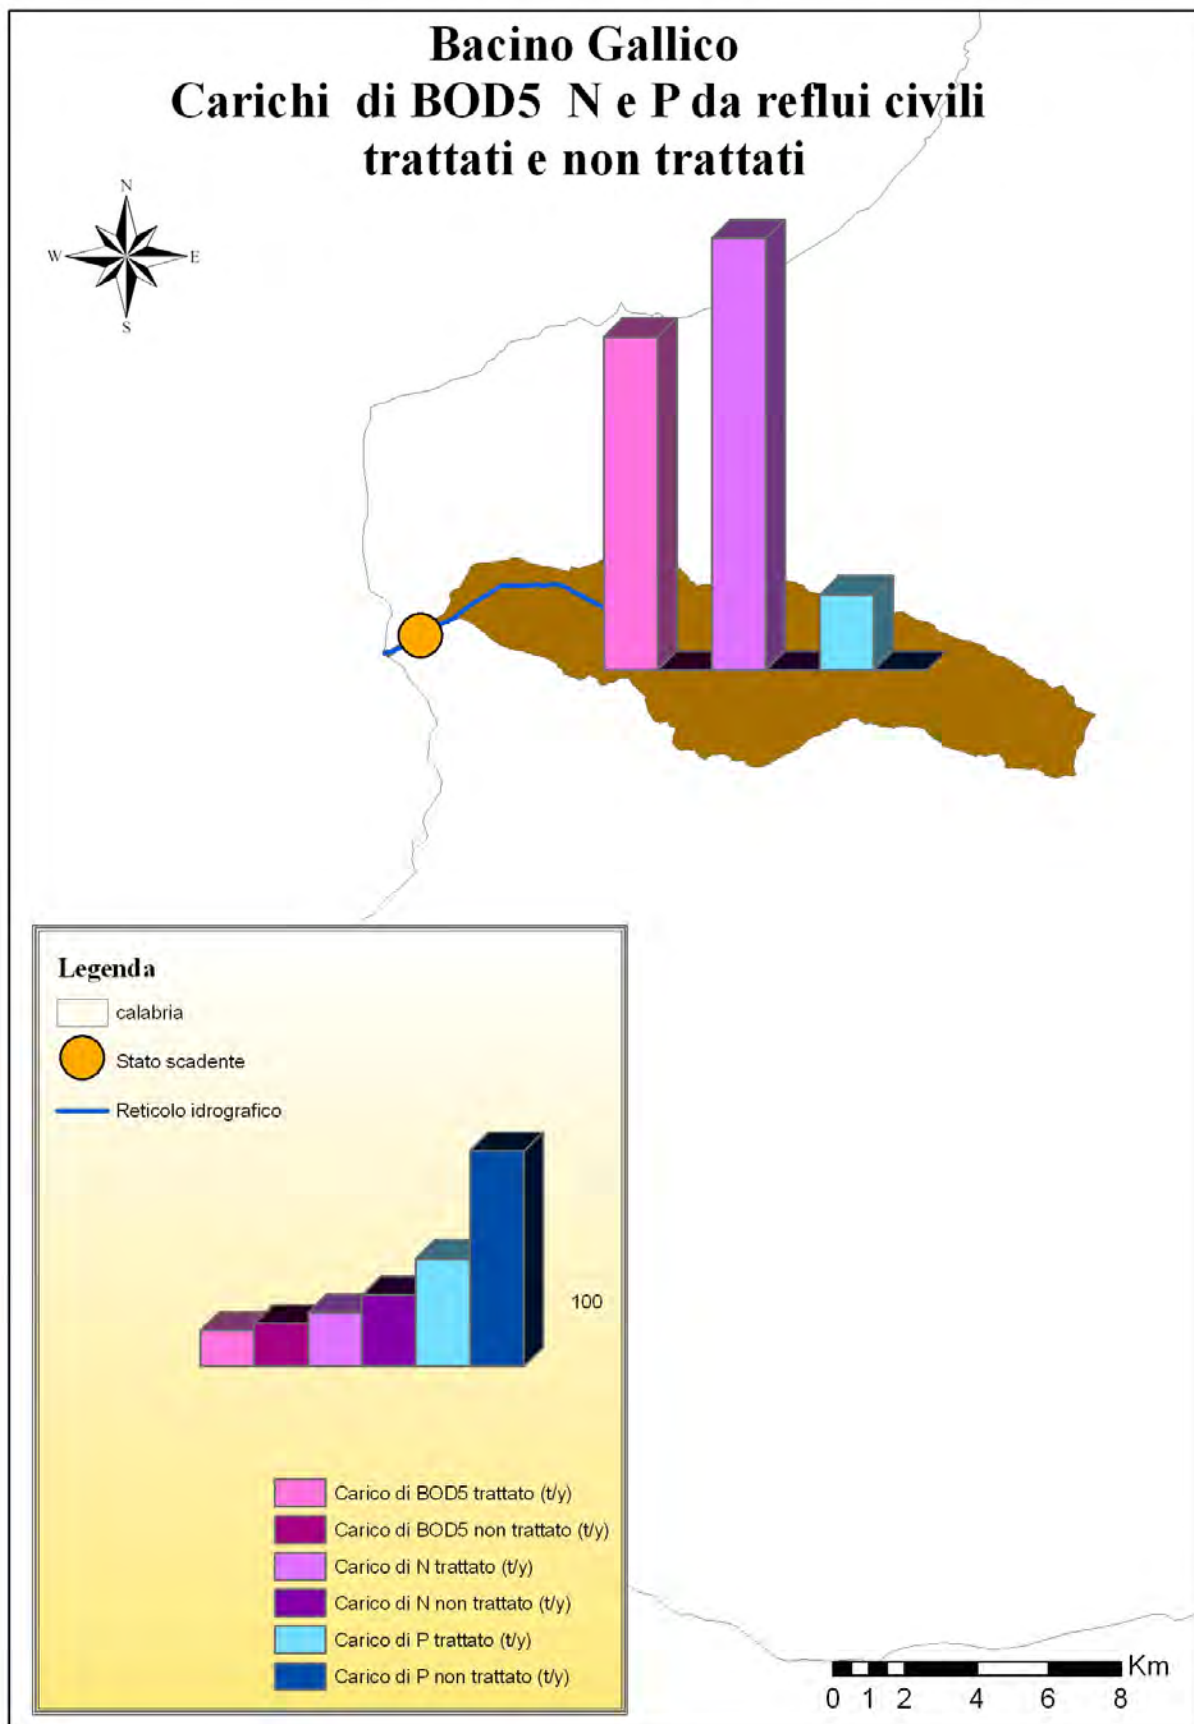 Bacino Gallico
Carichi di BOD5 N e P da reflui civili
trattati e non trattati
N
W E
S
Legenda
calabria
Stato scadente
Reticolo idrografico
100
Carico di BOD5 trattato (t/y)
Carico di BOD5 non trattato (t/y)
Carico di N trattato (t/y)
Carico di N non trattato (t/y)
Carico di P trattato (t/y)
Carico di P non trattato (t/y)
Km
0 1 2 4 6 8